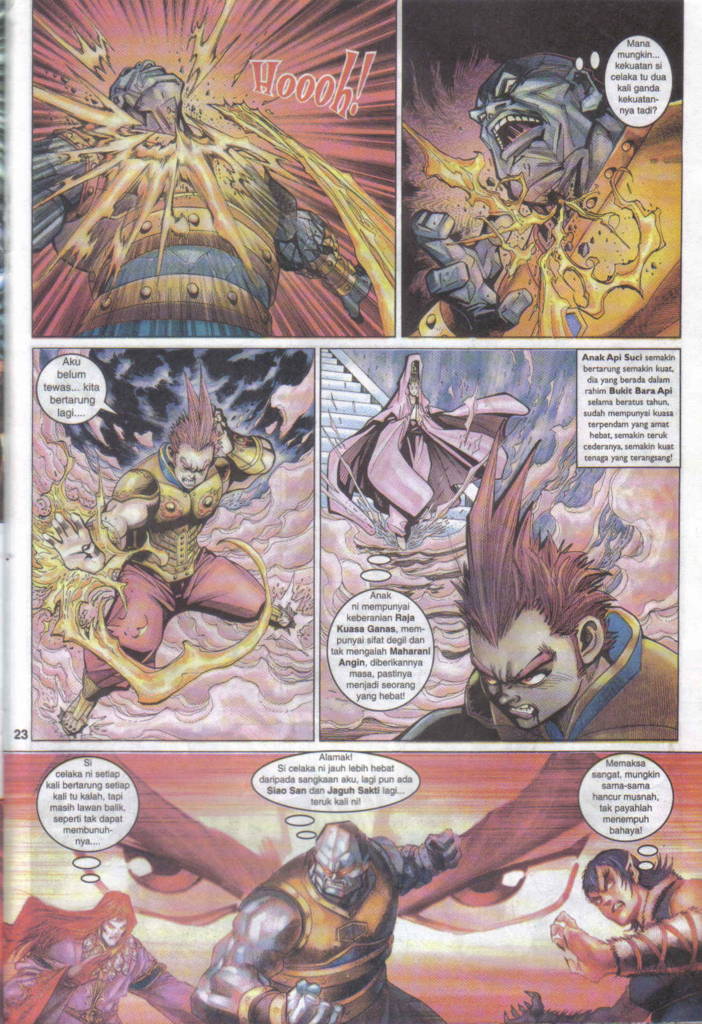 Hoooh!
Mana
mungkin...
kekuatan si
celaka tu dua
kali ganda
kekuatan-
nya tadi?
Aku
belum
tewas... kita
bertarung
lagi....
Anak Api Suci semakin
bertarung semakin kuat,
dia yang berada dalam
rahim Bukit Bara Api
selama beratus tahun,
sudah mempunyai kuasa
terpendam yang amat
hebat, semakin teruk
cederanya, semakin kuat
tenaga yang terangsang!
Anak
ni mempunyai
keberanian Raja
Kuasa Ganas, mem-
punyai sifat degil dan
tak mengalah Maharani
Angin, diberikannya
masa, pastinya
menjadi seorang
yang hebat!
23
Si
celaka ni setiap
kali bertarung setiap
kali tu kalah, tapi
masih lawan balik,
seperti tak dapat
membunuh-
nya....
Alamak!
Si celaka ni jauh lebih hebat
daripada sangkaan aku, lagi pun ada
Siao San dan Jaguh Sakti lagi...
teruk kali ni!
Memaksa
sangat, mungkin
sama-sama
hancur musnah,
tak payahlah
menempuh
bahaya!